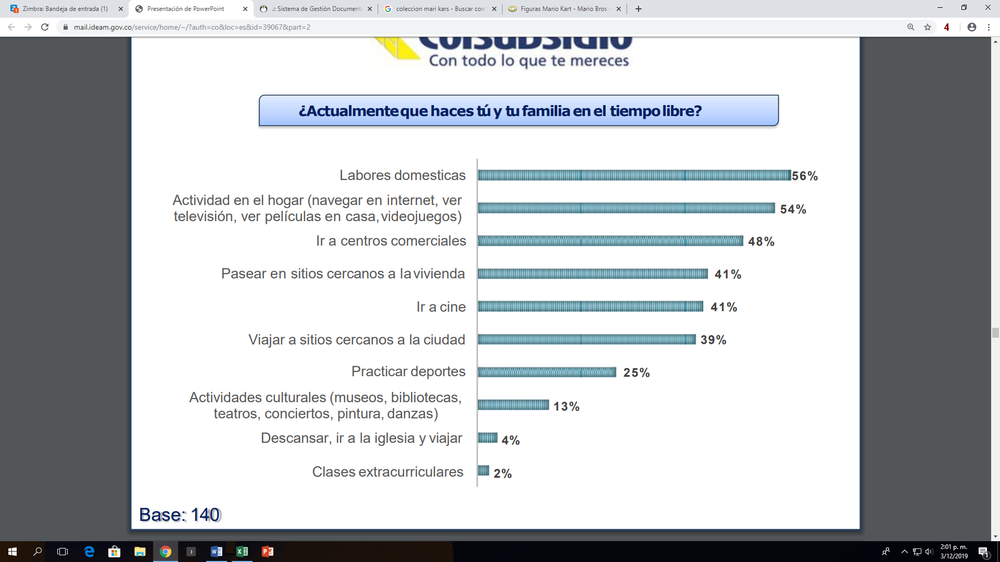 Zimbra: Bandeja de entrada (1)
Presentación de PowerPoint
.:: Sistema de Gestión Documenta
coleccion mari kars - Buscar con
Figuras Mario Kart - Mario Bros -
mail.ideam.gov.co/service/home/~/?auth=co&loc=es&id=39067&part=2
4
Colsubsidio
Con todo lo que te mereces
¿Actualmente que haces tú y tu familia en el tiempo libre?
Labores domesticas 56%
Actividad en el hogar (navegar en internet, ver
televisión, ver películas en casa, videojuegos) 54%
Ir a centros comerciales 48%
Pasear en sitios cercanos a la vivienda 41%
Ir a cine 41%
Viajar a sitios cercanos a la ciudad 39%
Practicar deportes 25%
Actividades culturales (museos, bibliotecas,
teatros, conciertos, pintura, danzas) 13%
Descansar, ir a la iglesia y viajar 4%
Clases extracurriculares 2%
Base: 140
2:01 p. m.
3/12/2019
1